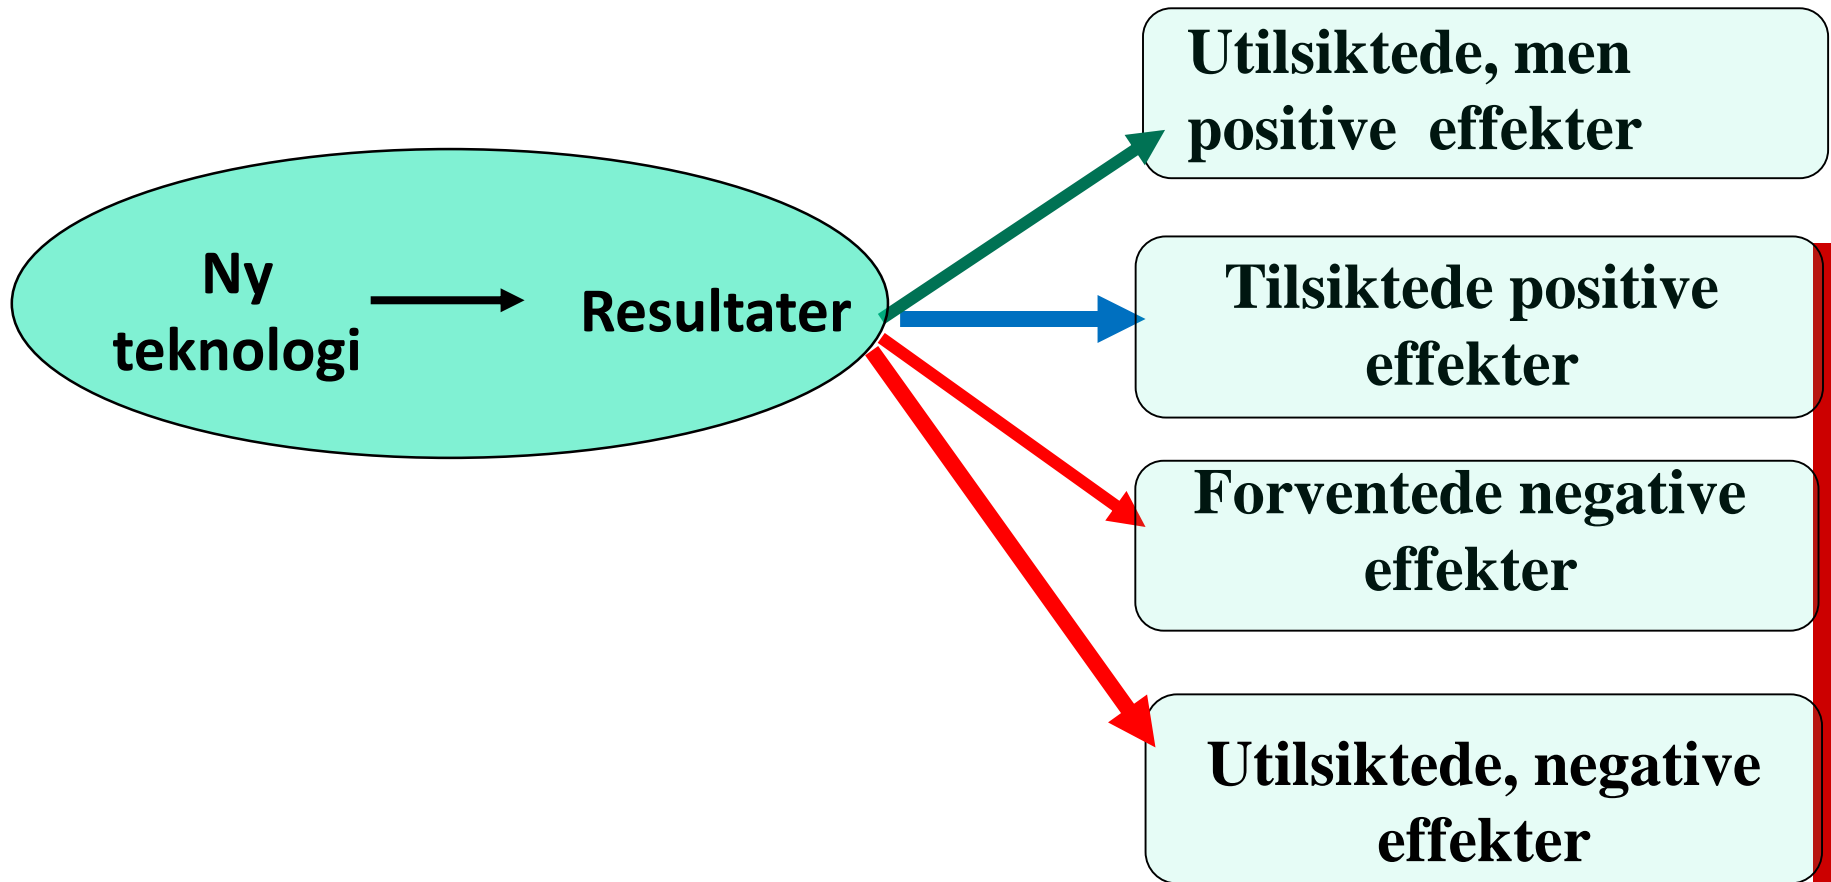 Ny
teknologi
Resultater
Utilsiktede, men
positive effekter
Tilsiktede positive
effekter
Forventede negative
effekter
Utilsiktede, negative
effekter